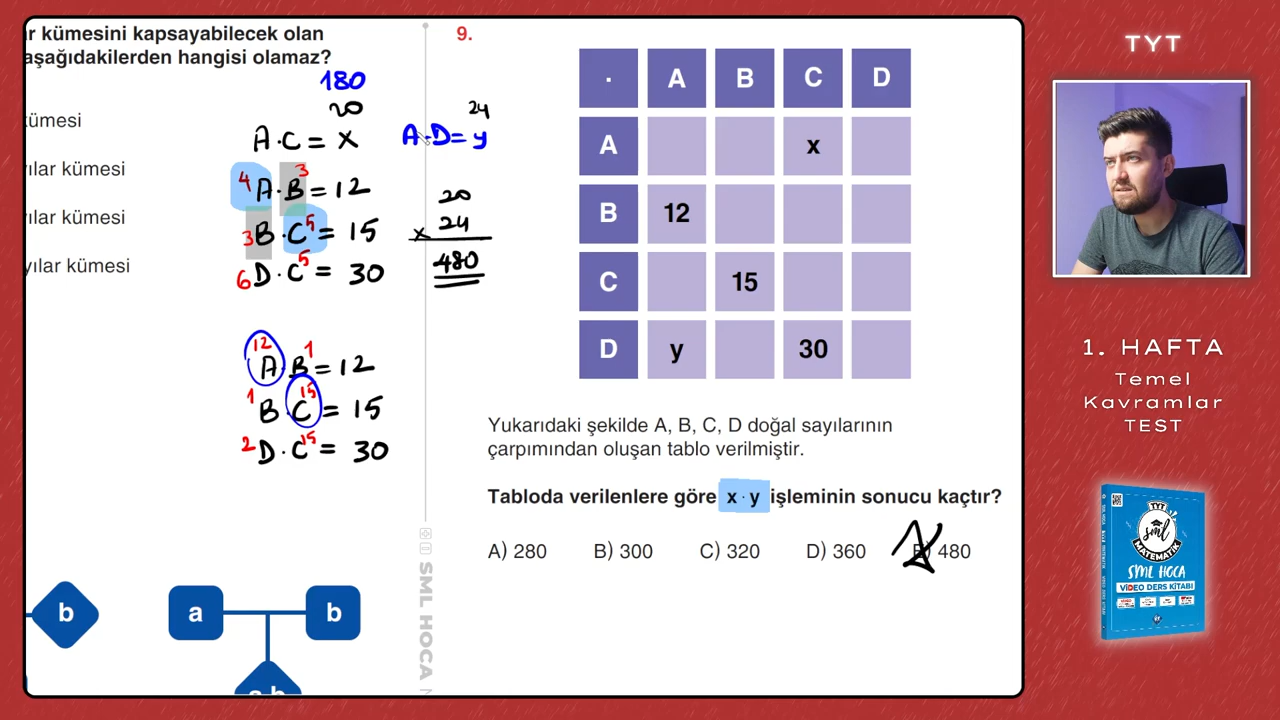 r kümesini kapsayabilecek olan
aşağıdakilerden hangisi olamaz?
kümesi
yılar kümesi
yılar kümesi
yılar kümesi
180
20
A·C = x
4 A·B 3 = 12
3 B·C 5 = 15
6 D·C 5 = 30
24
A·D = y
20
x 24
480
12 A·B 1 = 12
1 B·C 15 = 15
2 D·C 15 = 30
b
a b
a·b
SML HOCA
9.
· A B C D
A x
B 12
C 15
D y 30
Yukarıdaki şekilde A, B, C, D doğal sayılarının
çarpımından oluşan tablo verilmiştir.
Tabloda verilenlere göre x · y işleminin sonucu kaçtır?
A) 280 B) 300 C) 320 D) 360 E) 480
TYT
1. HAFTA
Temel
Kavramlar
TEST
TYT
sml
MATEMATİK
SML HOCA
VİDEO DERS KİTABI